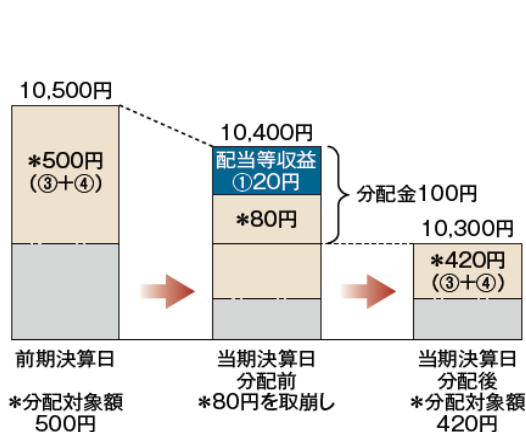 10,500円
*500円
(③+④)
10,400円
配当等収益
①20円
*80円
分配金100円
10,300円
*420円
(③+④)
前期決算日
*分配対象額
500円
当期決算日
分配前
*80円を取崩し
当期決算日
分配後
*分配対象額
420円